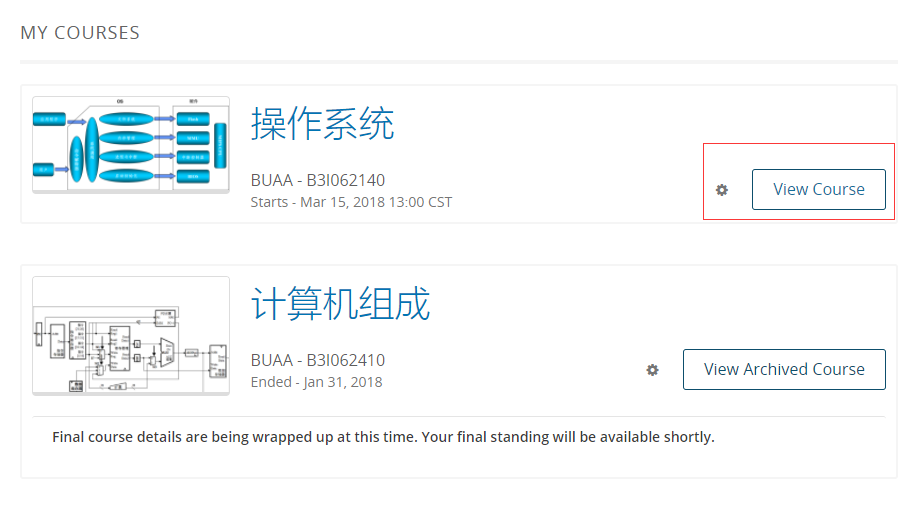 MY COURSES
操作系统
BUAA - B3I062140
Starts - Mar 15, 2018 13:00 CST
View Course
计算机组成
BUAA - B3I062410
Ended - Jan 31, 2018
View Archived Course
Final course details are being wrapped up at this time. Your final standing will be available shortly.